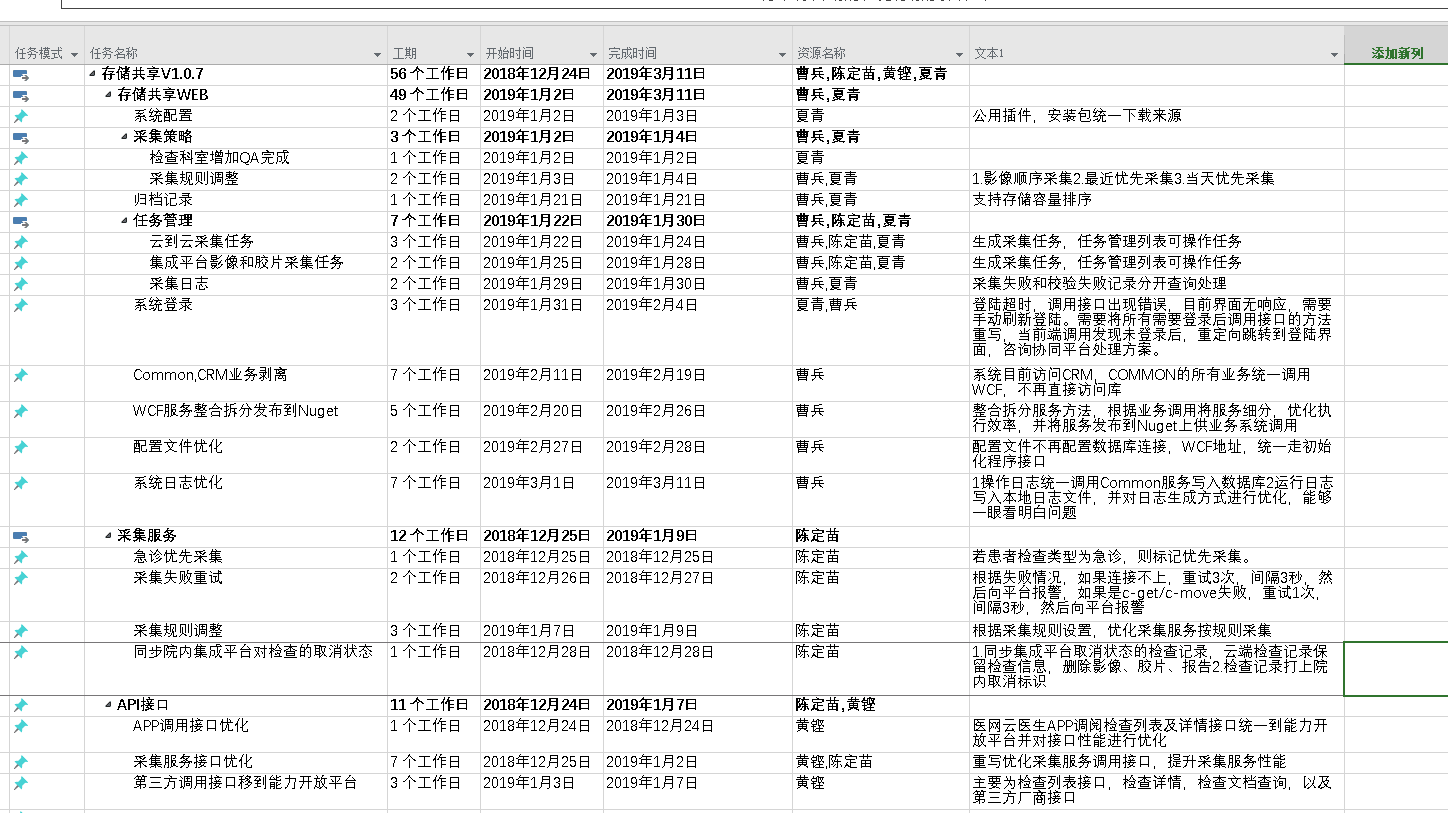 任务模式 任务名称 工期 开始时间 完成时间 资源名称 文本1 添加新列
存储共享V1.0.7 56 个工作日 2018年12月24日 2019年3月11日 曹兵,陈定苗,黄铿,夏青
存储共享WEB 49 个工作日 2019年1月2日 2019年3月11日 曹兵,夏青
系统配置 2 个工作日 2019年1月2日 2019年1月3日 夏青 公用插件，安装包统一下载来源
采集策略 3 个工作日 2019年1月2日 2019年1月4日 曹兵,夏青
检查科室增加QA完成 1 个工作日 2019年1月2日 2019年1月2日 夏青
采集规则调整 2 个工作日 2019年1月3日 2019年1月4日 曹兵,夏青 1.影像顺序采集2.最近优先采集3.当天优先采集
归档记录 1 个工作日 2019年1月21日 2019年1月21日 曹兵,夏青 支持存储容量排序
任务管理 7 个工作日 2019年1月22日 2019年1月30日 曹兵,陈定苗,夏青
云到云采集任务 3 个工作日 2019年1月22日 2019年1月24日 曹兵,陈定苗,夏青 生成采集任务，任务管理列表可操作任务
集成平台影像和胶片采集任务 2 个工作日 2019年1月25日 2019年1月28日 曹兵,陈定苗,夏青 生成采集任务，任务管理列表可操作任务
采集日志 2 个工作日 2019年1月29日 2019年1月30日 曹兵,夏青 采集失败和校验失败记录分开查询处理
系统登录 3 个工作日 2019年1月31日 2019年2月4日 夏青,曹兵 登陆超时，调用接口出现错误，目前界面无响应，需要
手动刷新登陆。需要将所有需要登录后调用接口的方法
重写，当前端调用发现未登录后，重定向跳转到登陆界
面，咨询协同平台处理方案。
Common,CRM业务剥离 7 个工作日 2019年2月11日 2019年2月19日 曹兵 系统目前访问CRM，COMMON的所有业务统一调用
WCF，不再直接访问库
WCF服务整合拆分发布到Nuget 5 个工作日 2019年2月20日 2019年2月26日 曹兵 整合拆分服务方法，根据业务调用将服务细分，优化执
行效率，并将服务发布到Nuget上供业务系统调用
配置文件优化 2 个工作日 2019年2月27日 2019年2月28日 曹兵 配置文件不再配置数据库连接，WCF地址，统一走初始
化程序接口
系统日志优化 7 个工作日 2019年3月1日 2019年3月11日 曹兵 1操作日志统一调用Common服务写入数据库2运行日志
写入本地日志文件，并对日志生成方式进行优化，能够
一眼看明白问题
采集服务 12 个工作日 2018年12月25日 2019年1月9日 陈定苗
急诊优先采集 1 个工作日 2018年12月25日 2018年12月25日 陈定苗 若患者检查类型为急诊，则标记优先采集。
采集失败重试 2 个工作日 2018年12月26日 2018年12月27日 陈定苗 根据失败情况，如果连接不上，重试3次，间隔3秒，然
后向平台报警，如果是c-get/c-move失败，重试1次，
间隔3秒，然后向平台报警
采集规则调整 3 个工作日 2019年1月7日 2019年1月9日 陈定苗 根据采集规则设置，优化采集服务按规则采集
同步院内集成平台对检查的取消状态 1 个工作日 2018年12月28日 2018年12月28日 陈定苗 1.同步集成平台取消状态的检查记录，云端检查记录保
留检查信息，删除影像、胶片、报告2.检查记录打上院
内取消标识
API接口 11 个工作日 2018年12月24日 2019年1月7日 陈定苗,黄铿
APP调用接口优化 1 个工作日 2018年12月24日 2018年12月24日 黄铿 医网云医生APP调阅检查列表及详情接口统一到能力开
放平台并对接口性能进行优化
采集服务接口优化 7 个工作日 2018年12月25日 2019年1月2日 黄铿,陈定苗 重写优化采集服务调用接口，提升采集服务性能
第三方调用接口移到能力开放平台 3 个工作日 2019年1月3日 2019年1月7日 黄铿 主要为检查列表接口，检查详情，检查文档查询，以及
第三方厂商接口